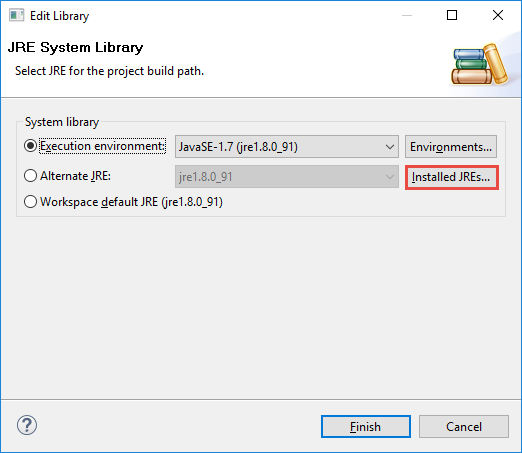 Edit Library
JRE System Library
Select JRE for the project build path.
System library
Execution environment: JavaSE-1.7 (jre1.8.0_91) Environments...
Alternate JRE: jre1.8.0_91 Installed JREs...
Workspace default JRE (jre1.8.0_91)
? Finish Cancel